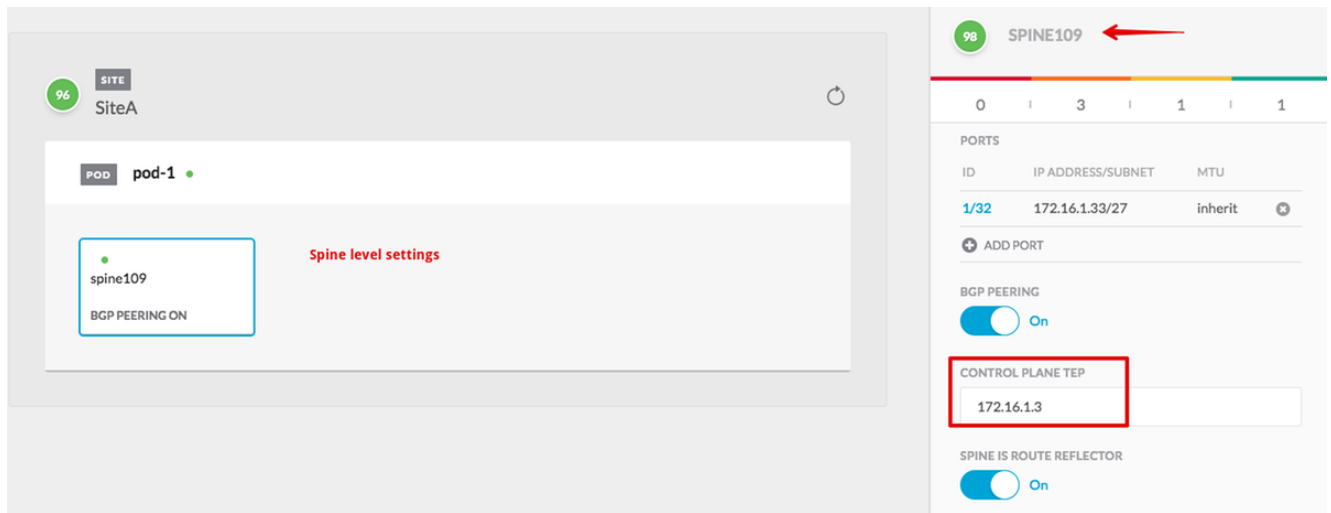 96
SITE
SiteA
POD pod-1
spine109
BGP PEERING ON
Spine level settings
98 SPINE109
0 3 1 1
PORTS
ID IP ADDRESS/SUBNET MTU
1/32 172.16.1.33/27 inherit
ADD PORT
BGP PEERING
On
CONTROL PLANE TEP
172.16.1.3
SPINE IS ROUTE REFLECTOR
On